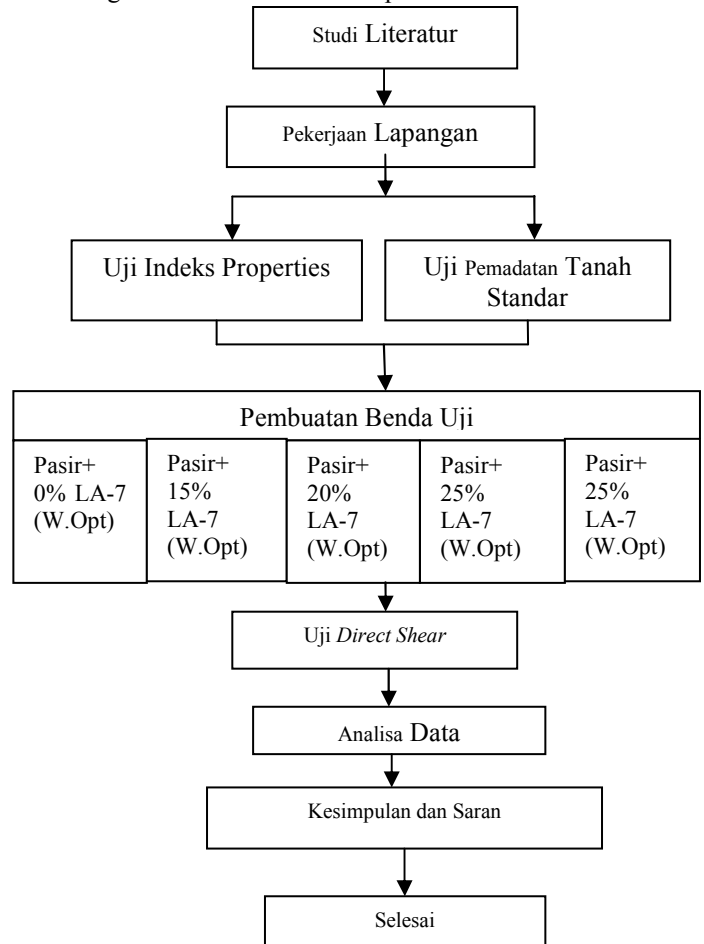 Studi Literatur
Pekerjaan Lapangan
Uji Indeks Properties
Uji Pemadatan Tanah
Standar
Pembuatan Benda Uji
Pasir+
0% LA-7
(W.Opt)
Pasir+
15%
LA-7
(W.Opt)
Pasir+
20%
LA-7
(W.Opt)
Pasir+
25%
LA-7
(W.Opt)
Pasir+
25%
LA-7
(W.Opt)
Uji Direct Shear
Analisa Data
Kesimpulan dan Saran
Selesai